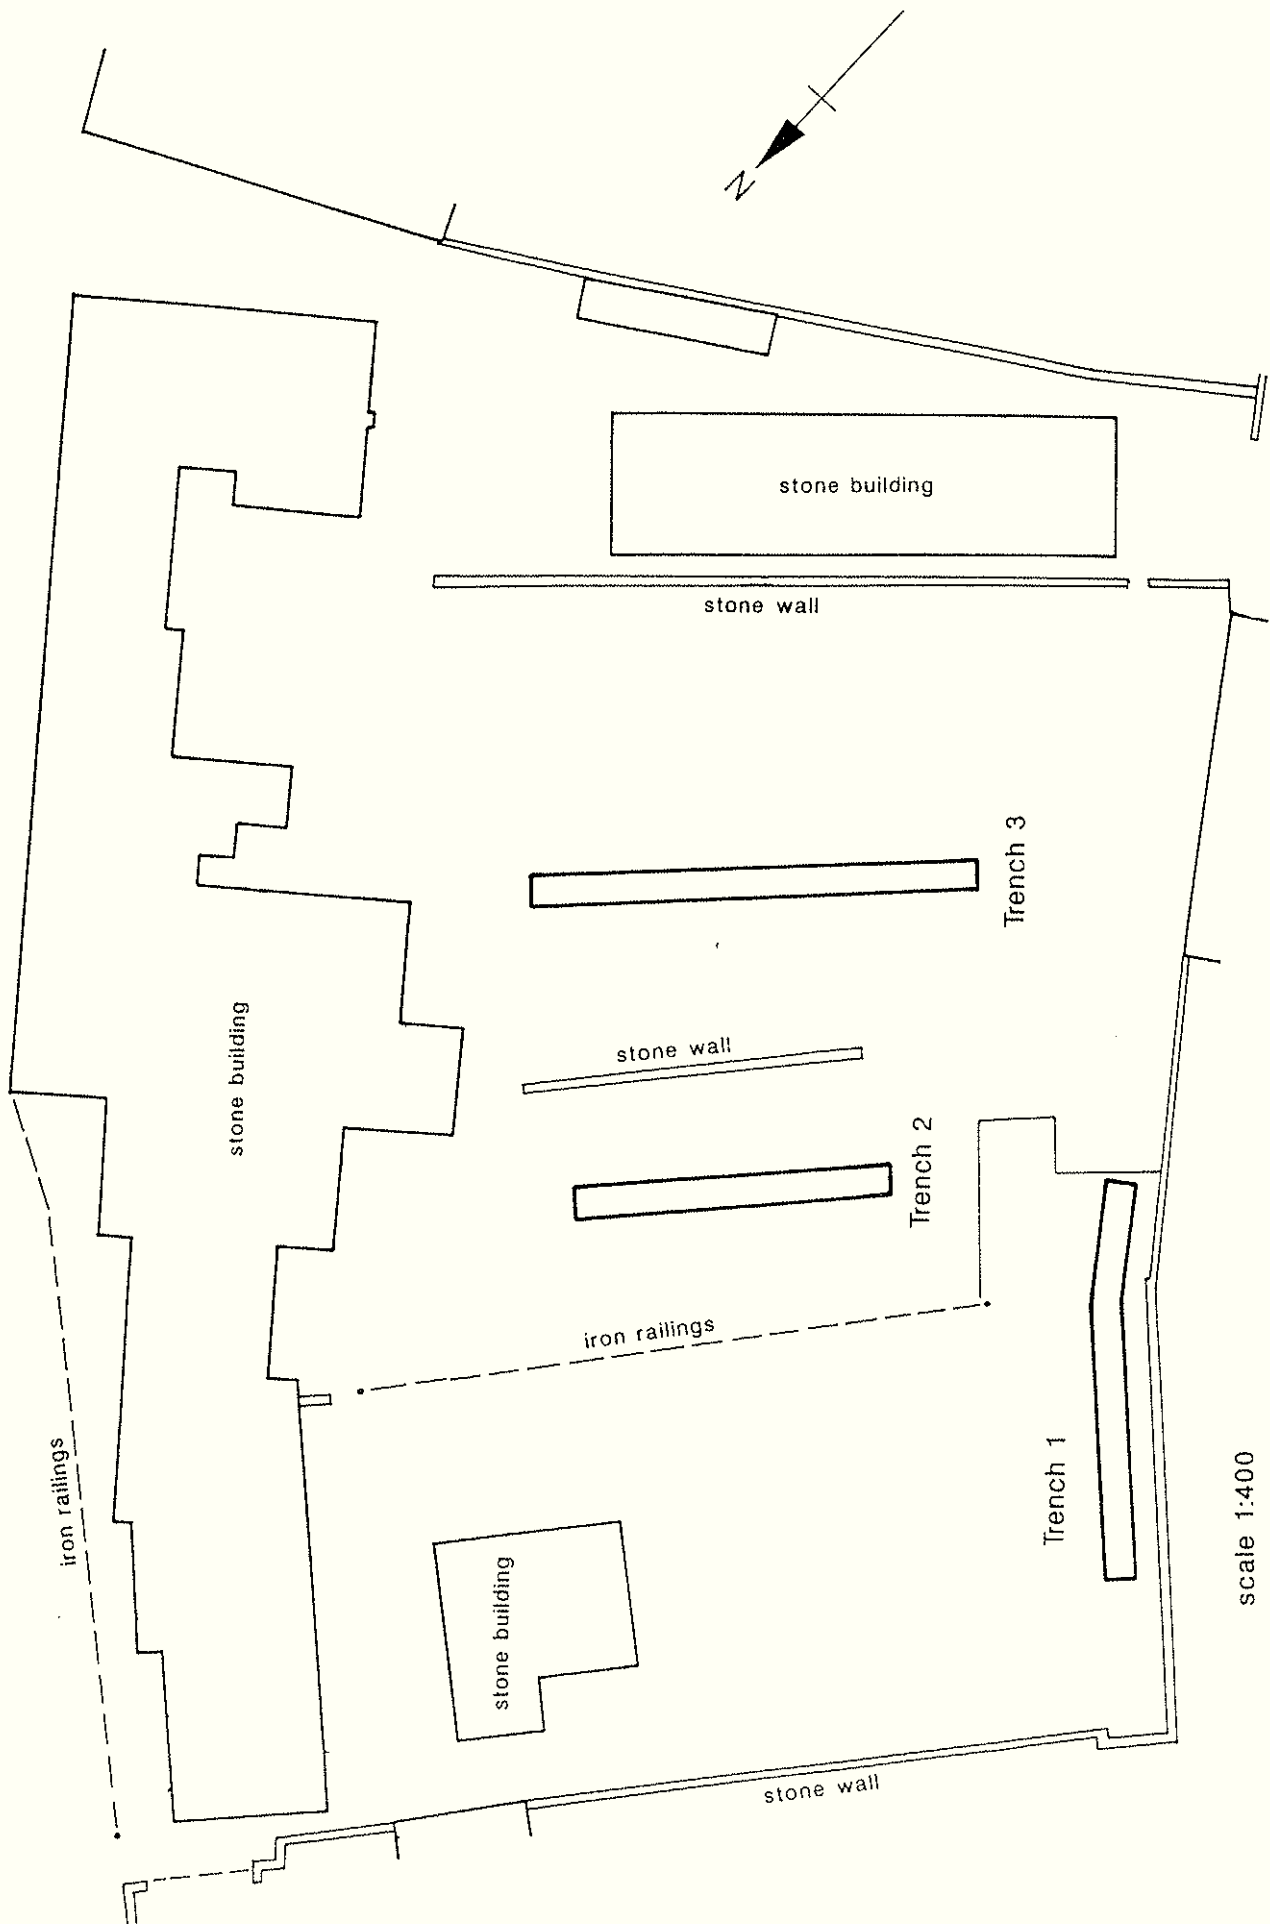 N
stone building
stone wall
Trench 3
stone building
stone wall
Trench 2
iron railings
iron railings
Trench 1
stone building
scale 1:400
stone wall